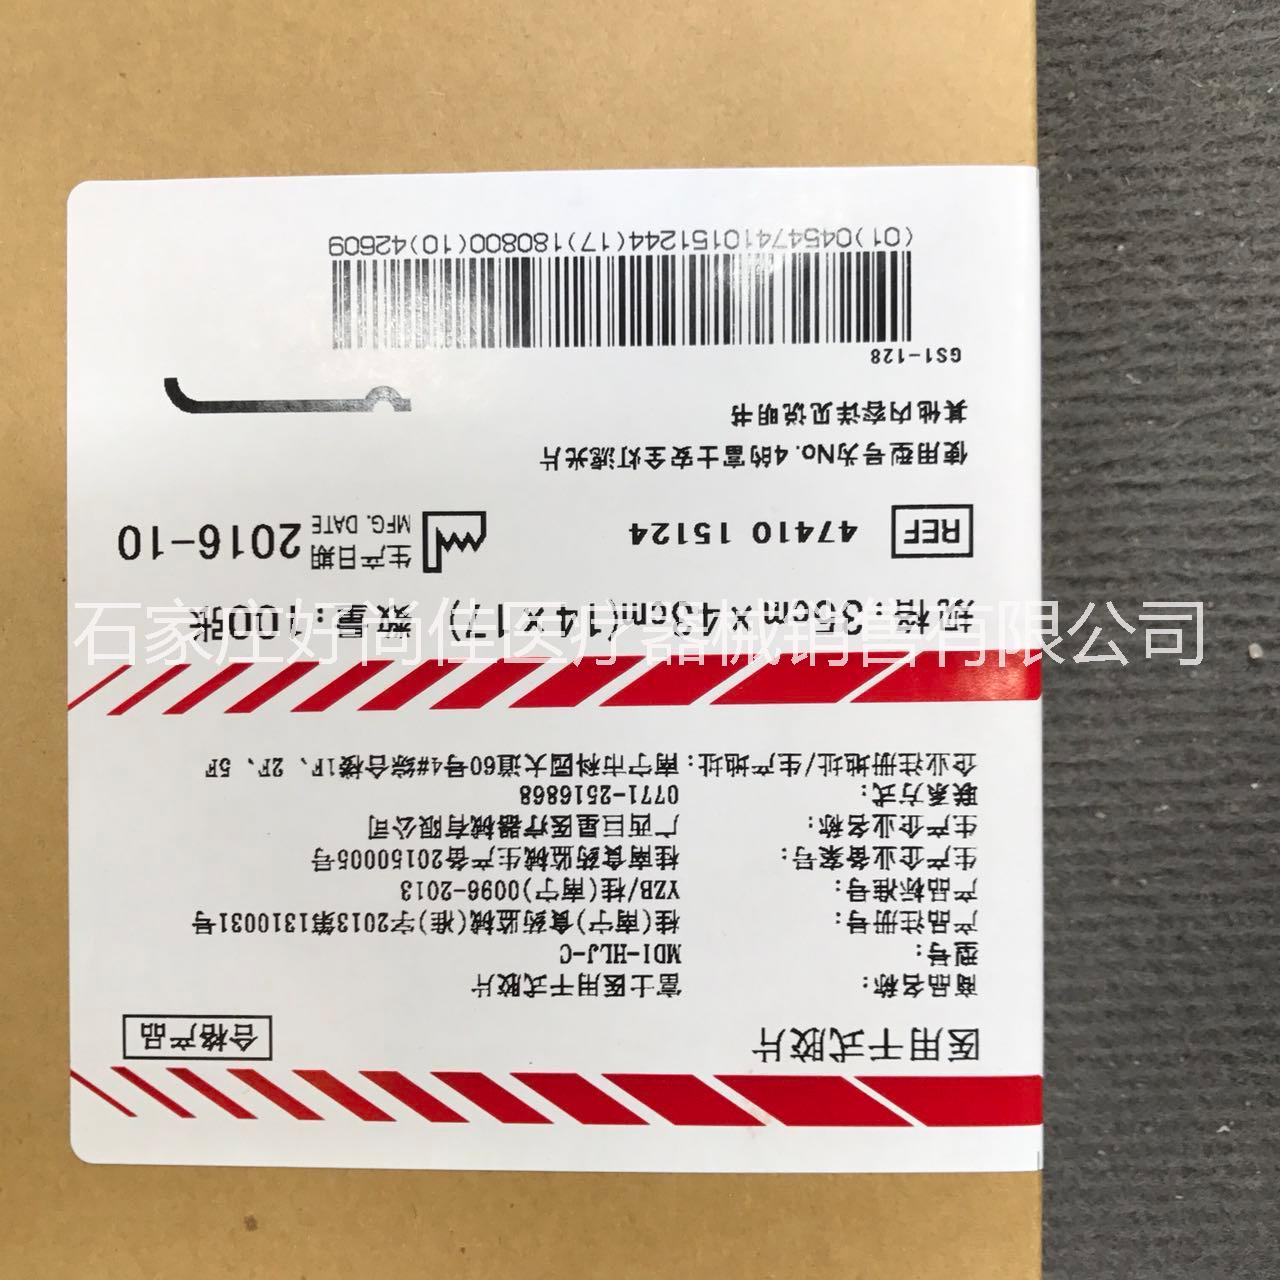 医用干式胶片
合格产品
商品名称： 富士医用干式胶片
型号： MDI-HLJ-C
产品注册号： 桂(南宁)食药监械(准)字2013第1310031号
产品标准号： YZB/桂(南宁)0096-2013
生产企业备案号： 桂南食药监械生产备20150005号
生产企业名称： 广西巨星医疗器械有限公司
联系方式： 0771-2516868
企业注册地址/生产地址：南宁市科园大道60号4#综合楼1F、2F、5F
规格：35cm x 43cm(14 x 17) 数量：100张
REF 47410 15124
生产日期 MFG. DATE 2016-10
使用型号为No.4的富士安全灯滤光片
其他内容详见说明书
GS1-128
(01)04547410151244(17)180800(10)42609
石家庄好尚佳医疗器械销售有限公司